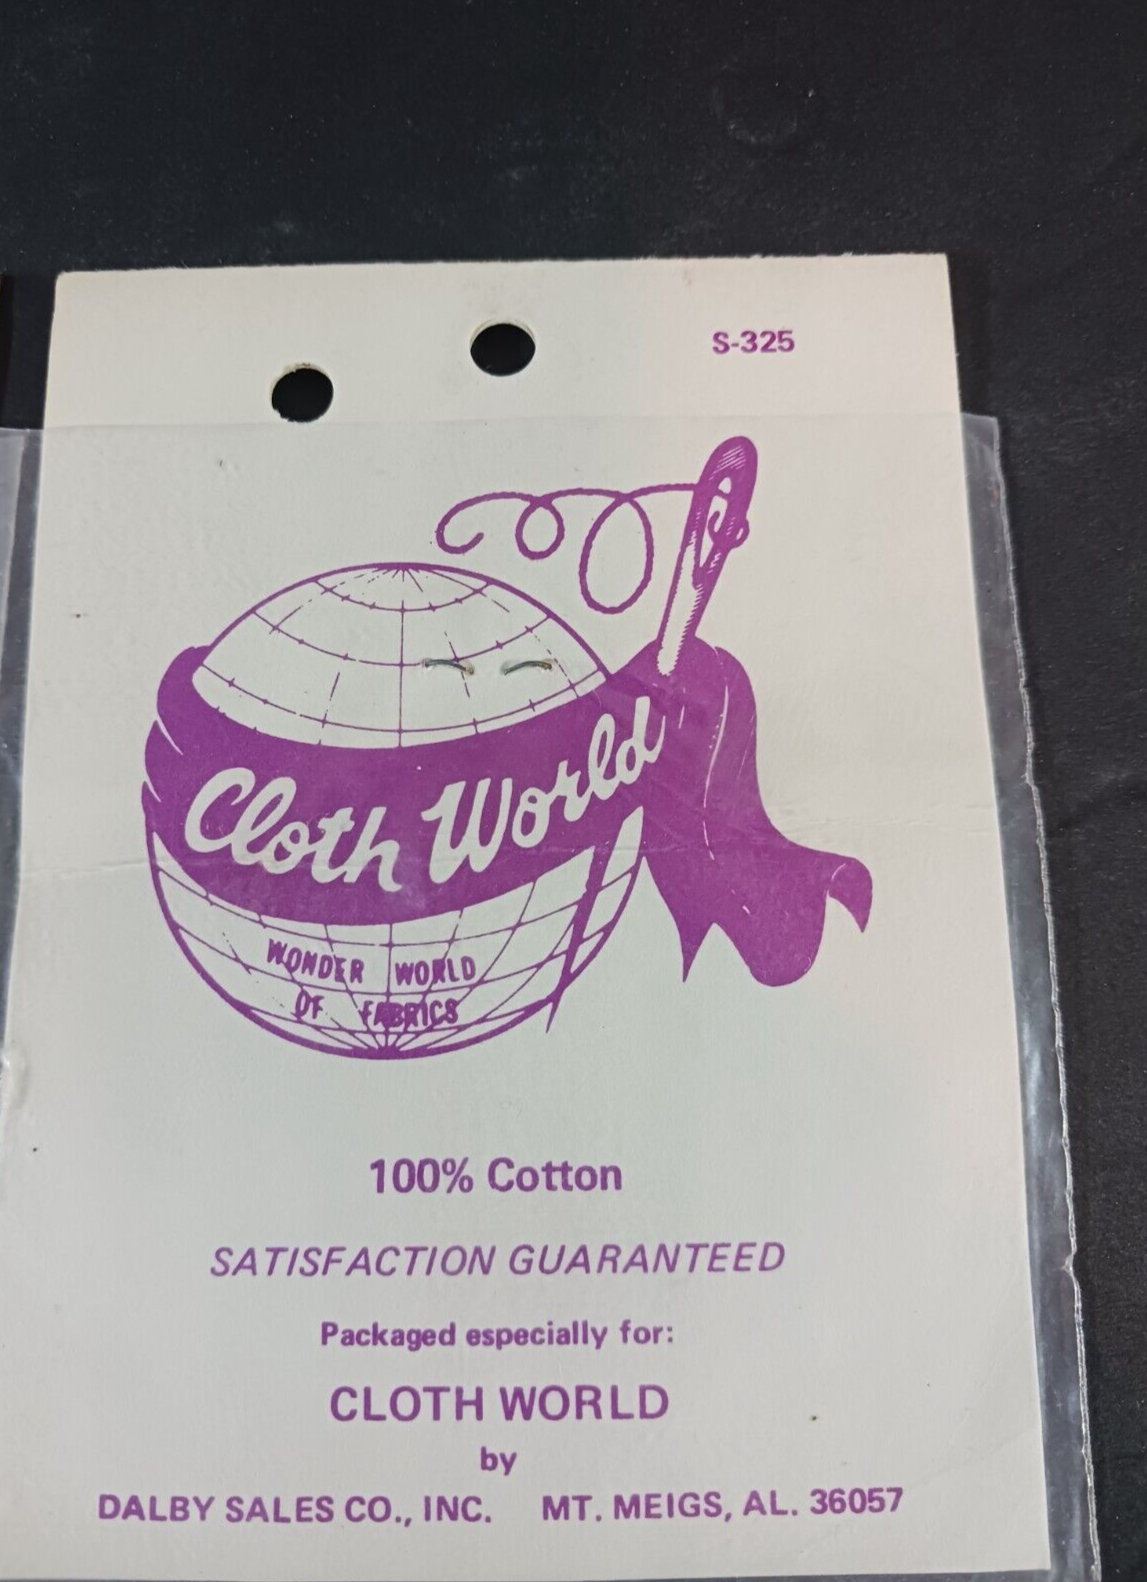 S-325
Cloth World
WONDER WORLD
OF FABRICS
100% Cotton
SATISFACTION GUARANTEED
Packaged especially for:
CLOTH WORLD
by
DALBY SALES CO., INC. MT. MEIGS, AL. 36057